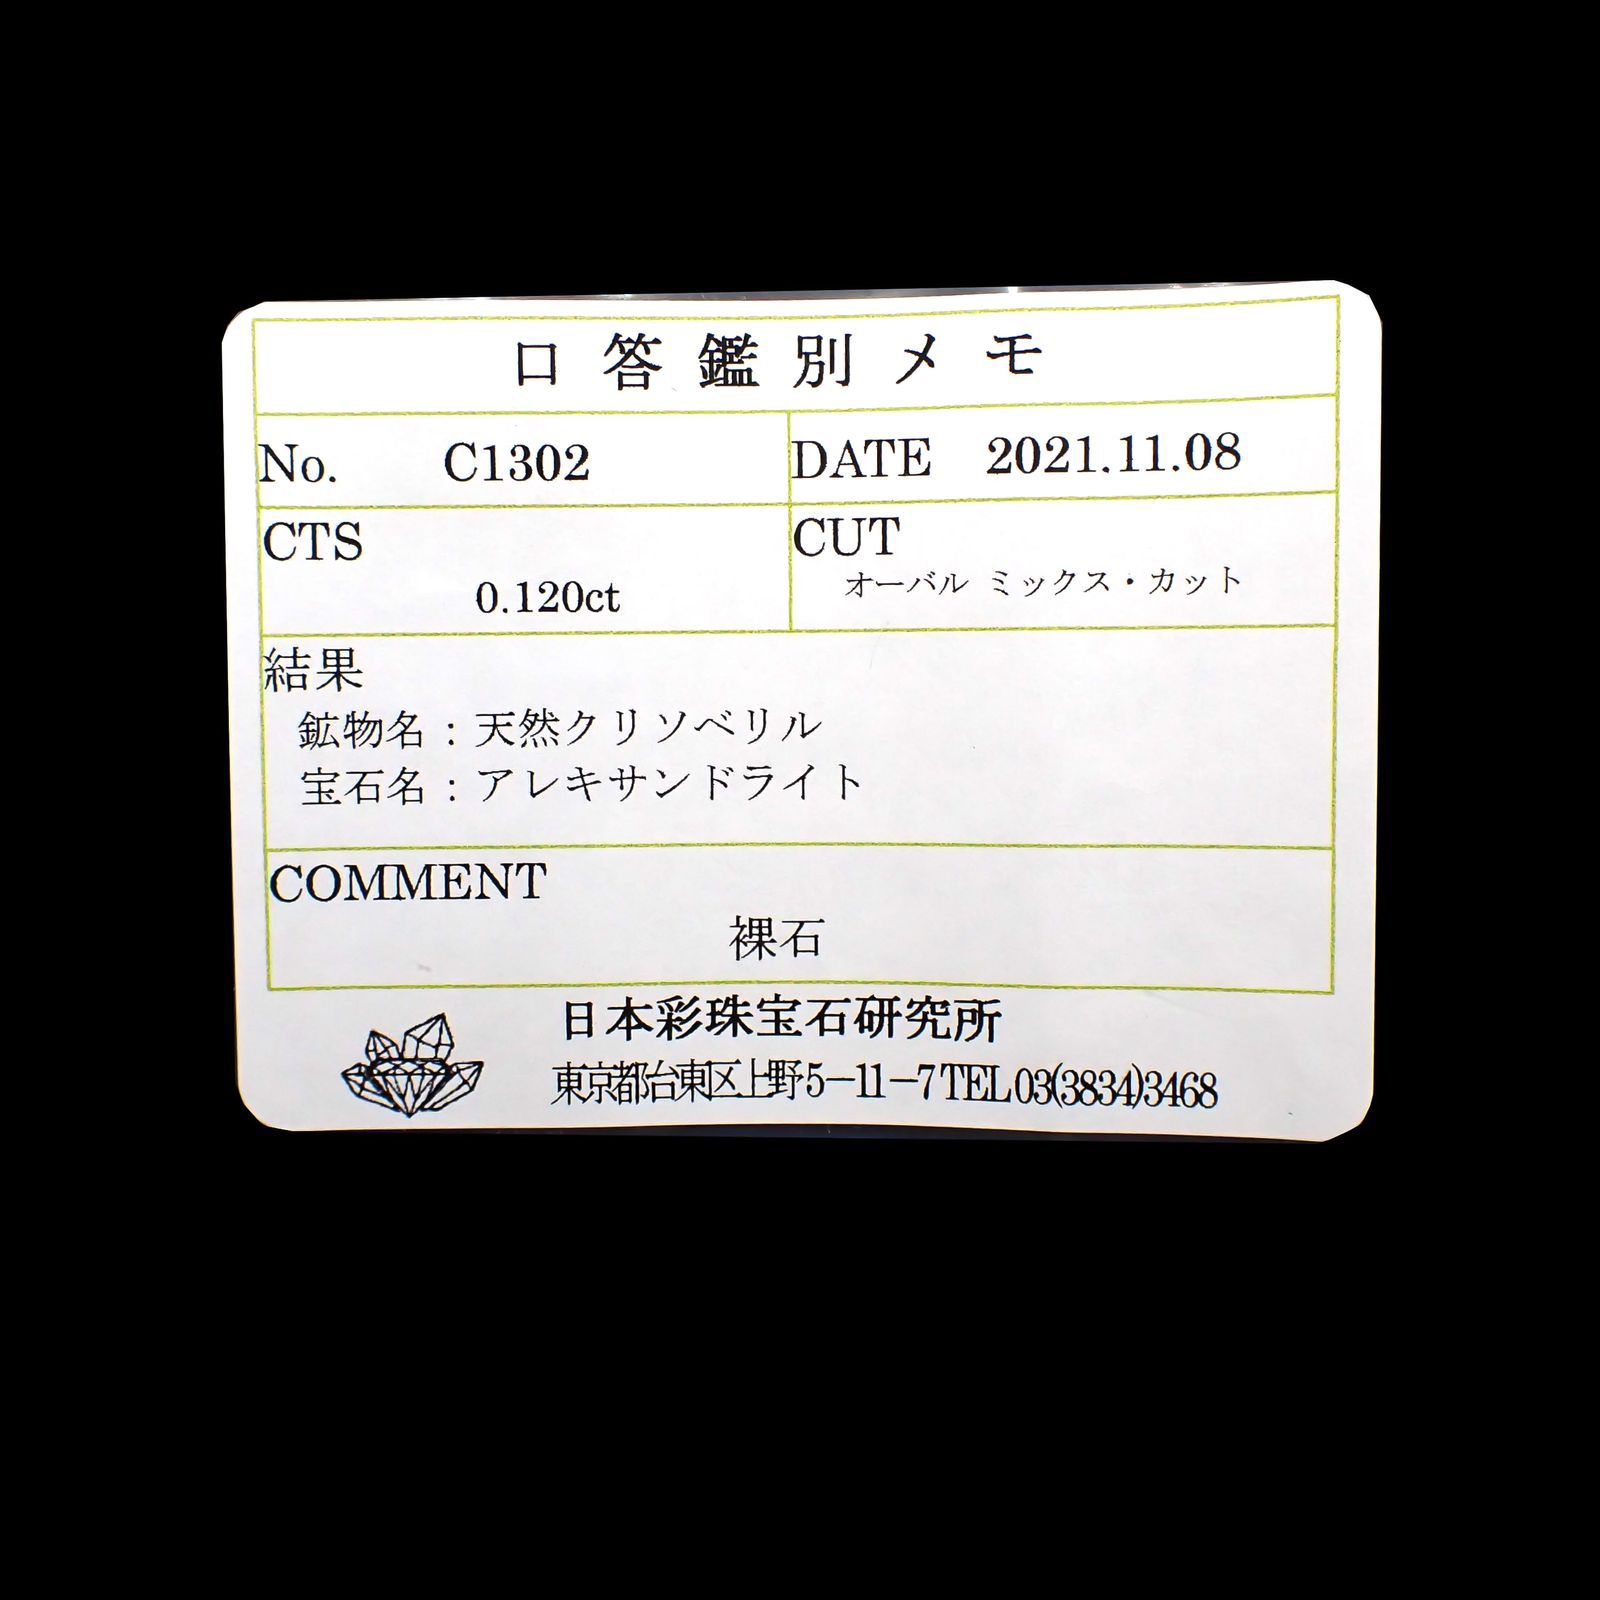 口答鑑別メモ
No. C1302
DATE 2021.11.08
CTS
0.120ct
CUT
オーバル ミックス・カット
結果
鉱物名：天然クリソベリル
宝石名：アレキサンドライト
COMMENT
裸石
日本彩珠宝石研究所
東京都台東区上野5－11－7 TEL 03(3834)3468